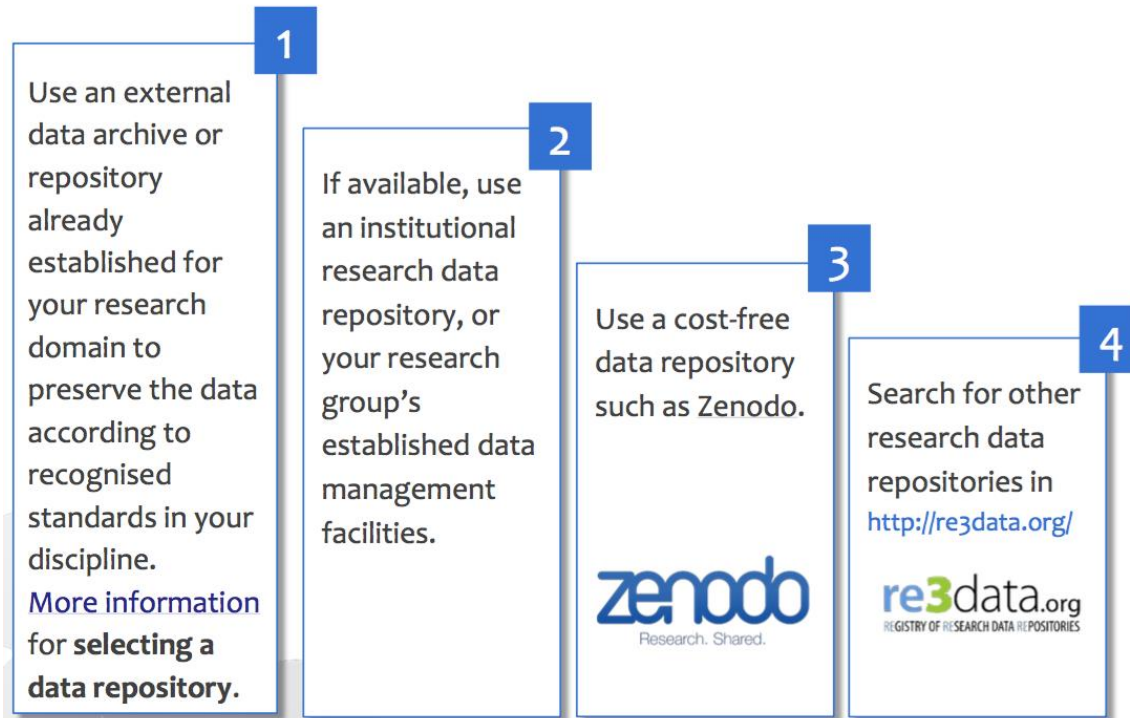 1
Use an external
data archive or
repository
already
established for
your research
domain to
preserve the data
according to
recognised
standards in your
discipline.
More information
for selecting a
data repository.
2
If available, use
an institutional
research data
repository, or
your research
group's
established data
management
facilities.
3
Use a cost-free
data repository
such as Zenodo.
zenodo
Research. Shared.
4
Search for other
research data
repositories in
http://re3data.org/
re3data.org
REGISTRY OF RESEARCH DATA REPOSITORIES